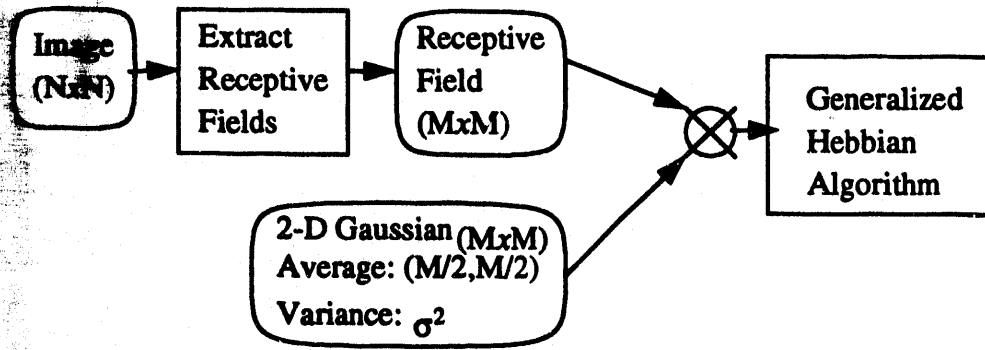 Image
(NxN)
Extract
Receptive
Fields
Receptive
Field
(MxM)
Generalized
Hebbian
Algorithm
2-D Gaussian (MxM)
Average: (M/2,M/2)
Variance: σ²